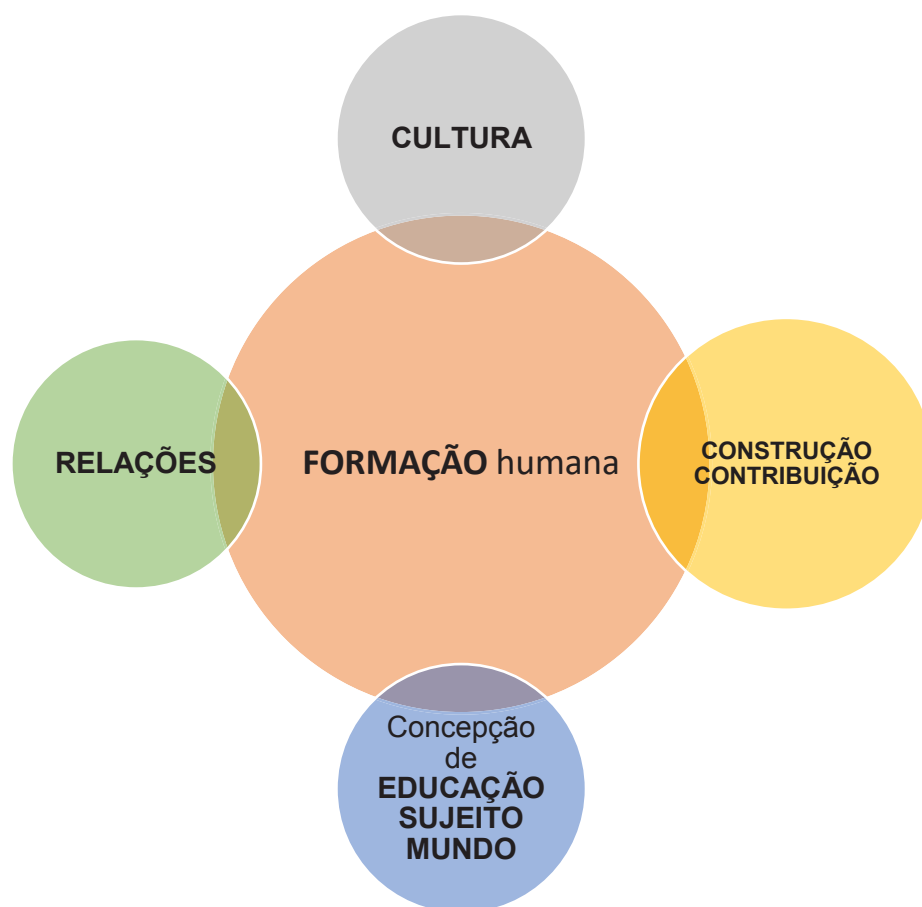 CULTURA
RELAÇÕES
FORMAÇÃO humana
CONSTRUÇÃO
CONTRIBUIÇÃO
Concepção
de
EDUCAÇÃO
SUJEITO
MUNDO